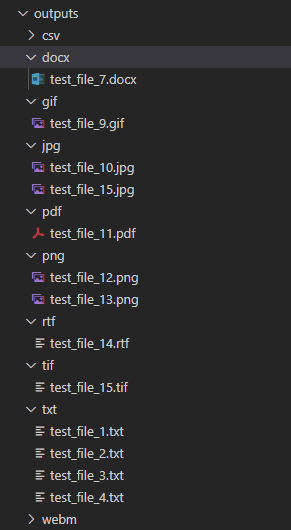 outputs
csv
docx
test_file_7.docx
gif
test_file_9.gif
jpg
test_file_10.jpg
test_file_15.jpg
pdf
test_file_11.pdf
png
test_file_12.png
test_file_13.png
rtf
test_file_14.rtf
tif
test_file_15.tif
txt
test_file_1.txt
test_file_2.txt
test_file_3.txt
test_file_4.txt
webm